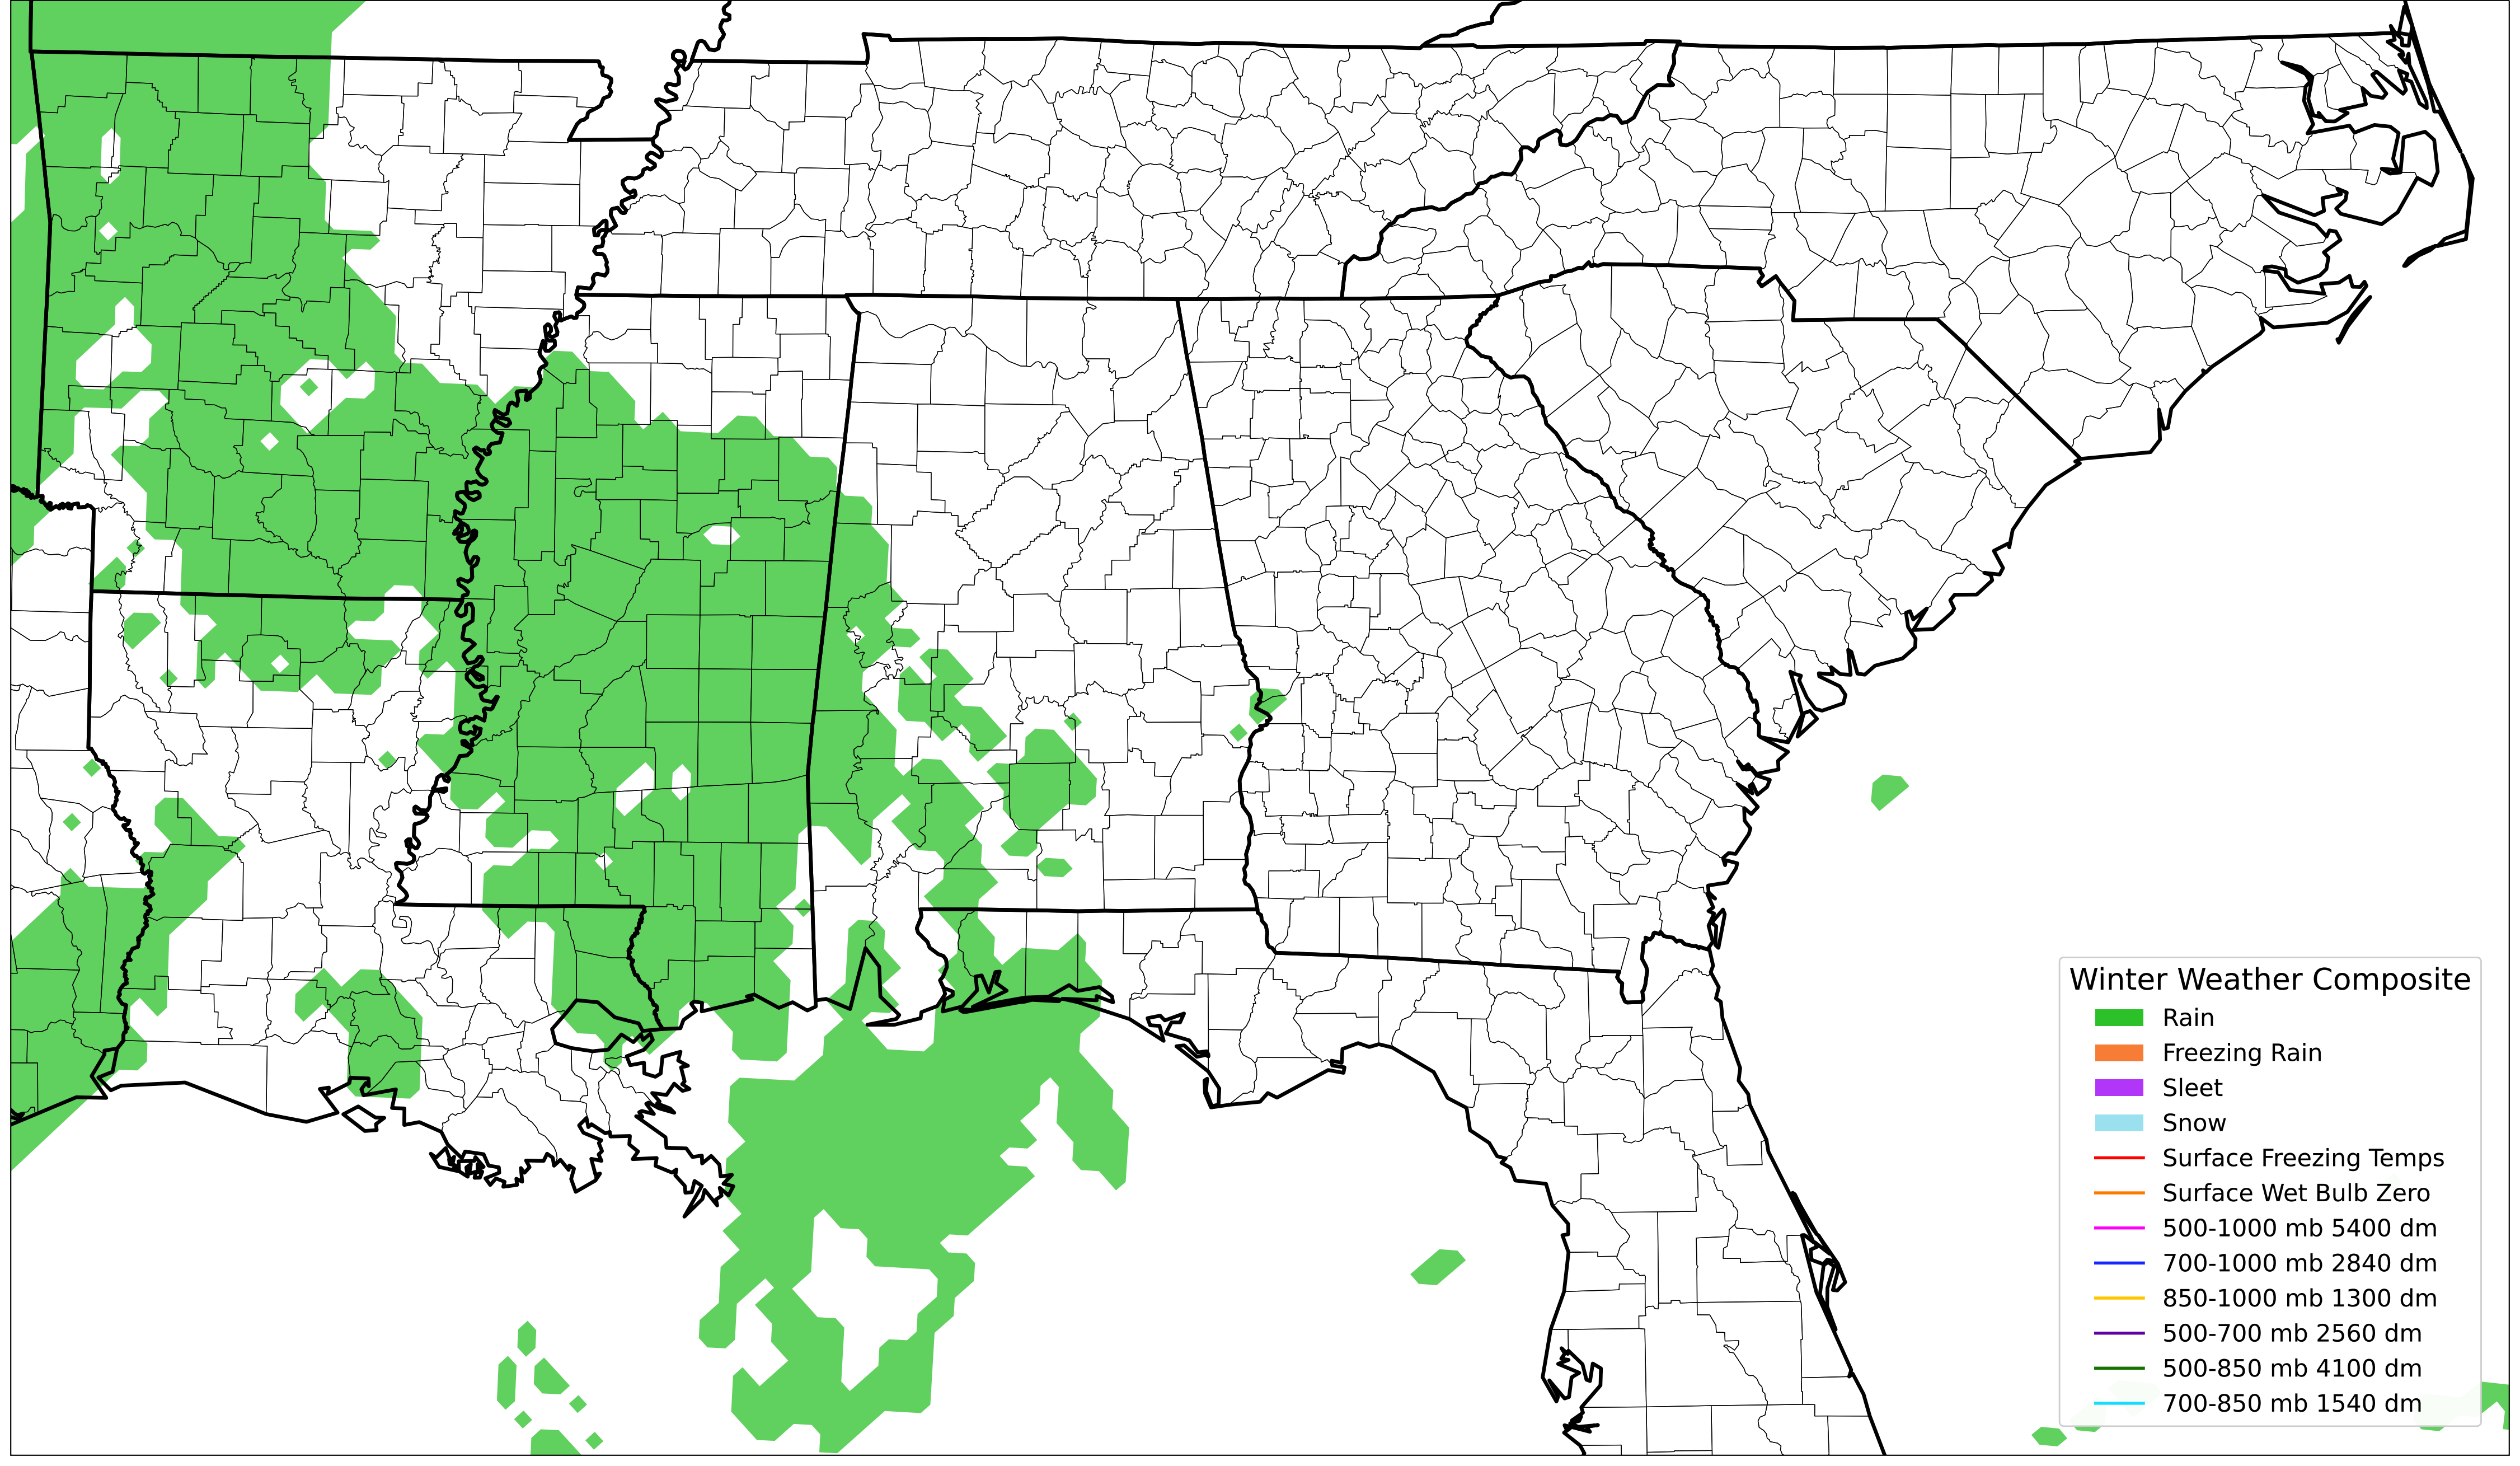 Winter Weather Composite
Rain
Freezing Rain
Sleet
Snow
Surface Freezing Temps
Surface Wet Bulb Zero
500-1000 mb 5400 dm
700-1000 mb 2840 dm
850-1000 mb 1300 dm
500-700 mb 2560 dm
500-850 mb 4100 dm
700-850 mb 1540 dm